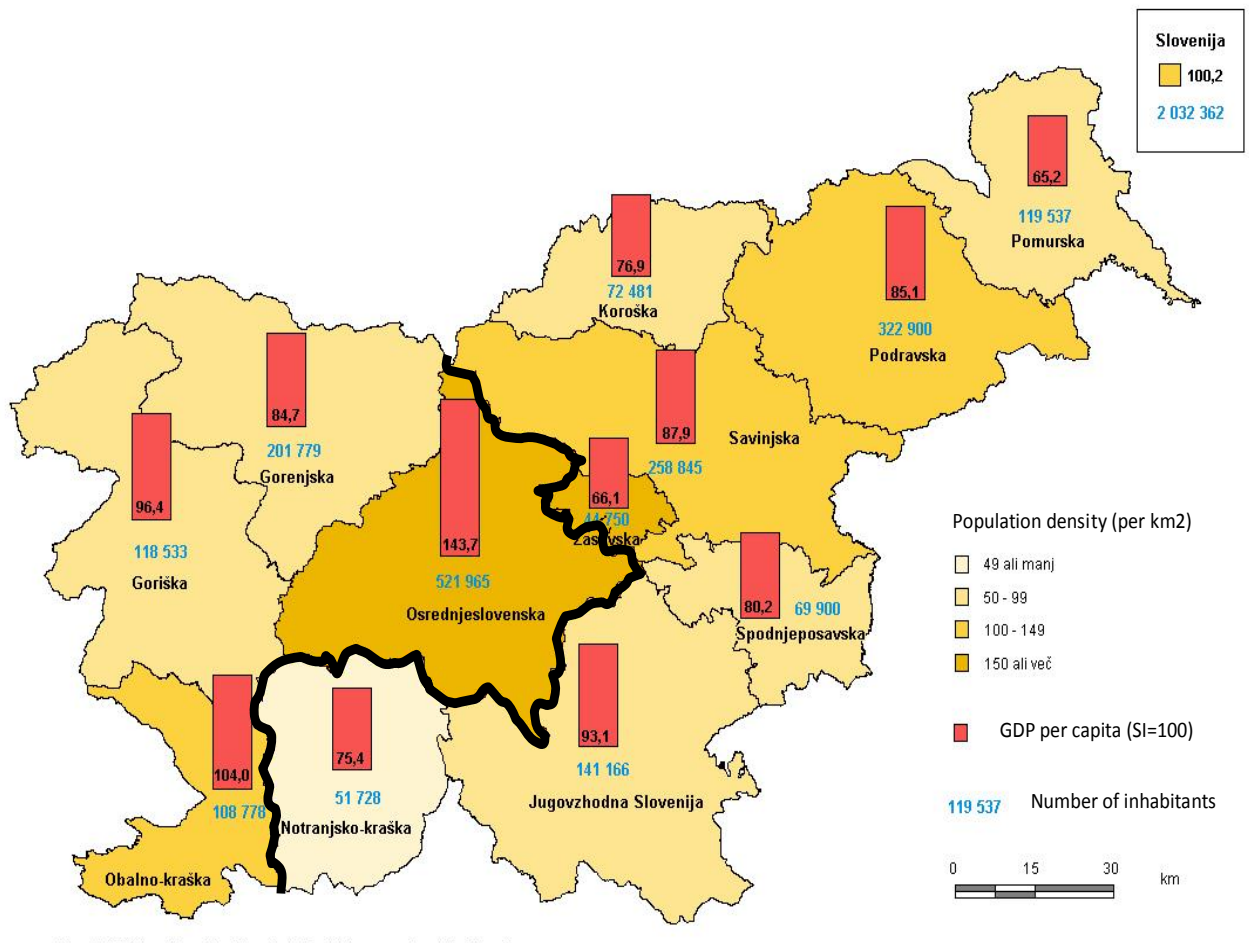 Slovenija
100,2
2 032 362
65,2
119 537
Pomurska
76,9
72 481
Koroška
85,1
322 900
Podravska
84,7
201 779
Gorenjska
87,9
258 845
Savinjska
96,4
118 533
Goriška
143,7
521 965
Osrednjeslovenska
66,1
44 750
Zasavska
80,2
69 900
Spodnjeposavska
104,0
108 778
Obalno-kraška
75,4
51 728
Notranjsko-kraška
93,1
141 166
Jugovzhodna Slovenija
Population density (per km2)
49 ali manj
50 - 99
100 - 149
150 ali več
GDP per capita (SI=100)
119 537 Number of inhabitants
0 15 30
km